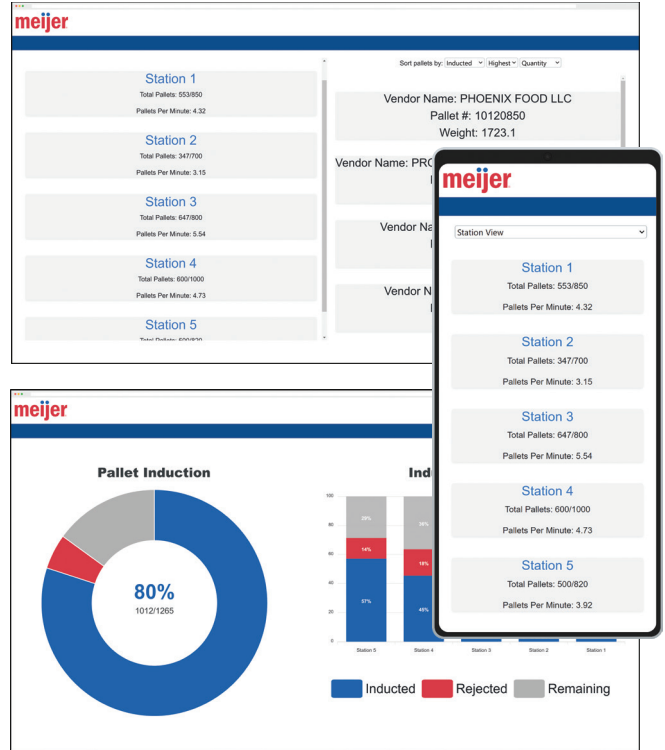 meijer
Sort pallets by: Inducted Highest Quantity
Station 1
Total Pallets: 553/850
Pallets Per Minute: 4.32
Station 2
Total Pallets: 347/700
Pallets Per Minute: 3.15
Station 3
Total Pallets: 647/800
Pallets Per Minute: 5.54
Station 4
Total Pallets: 600/1000
Pallets Per Minute: 4.73
Station 5
Vendor Name: PHOENIX FOOD LLC
Pallet #: 10120850
Weight: 1723.1
Vendor Name:
Vendor
Vendor
meijer
Station View
Station 1
Total Pallets: 553/850
Pallets Per Minute: 4.32
Station 2
Total Pallets: 347/700
Pallets Per Minute: 3.15
Station 3
Total Pallets: 647/800
Pallets Per Minute: 5.54
Station 4
Total Pallets: 600/1000
Pallets Per Minute: 4.73
Station 5
Total Pallets: 500/820
Pallets Per Minute: 3.92
meijer
Pallet Induction
80%
1012/1265
100
80
60
40
20
0
14%
57%
45%
Station 5
Station 4
Station 3
Station 2
Station 1
Inducted
Rejected
Remaining